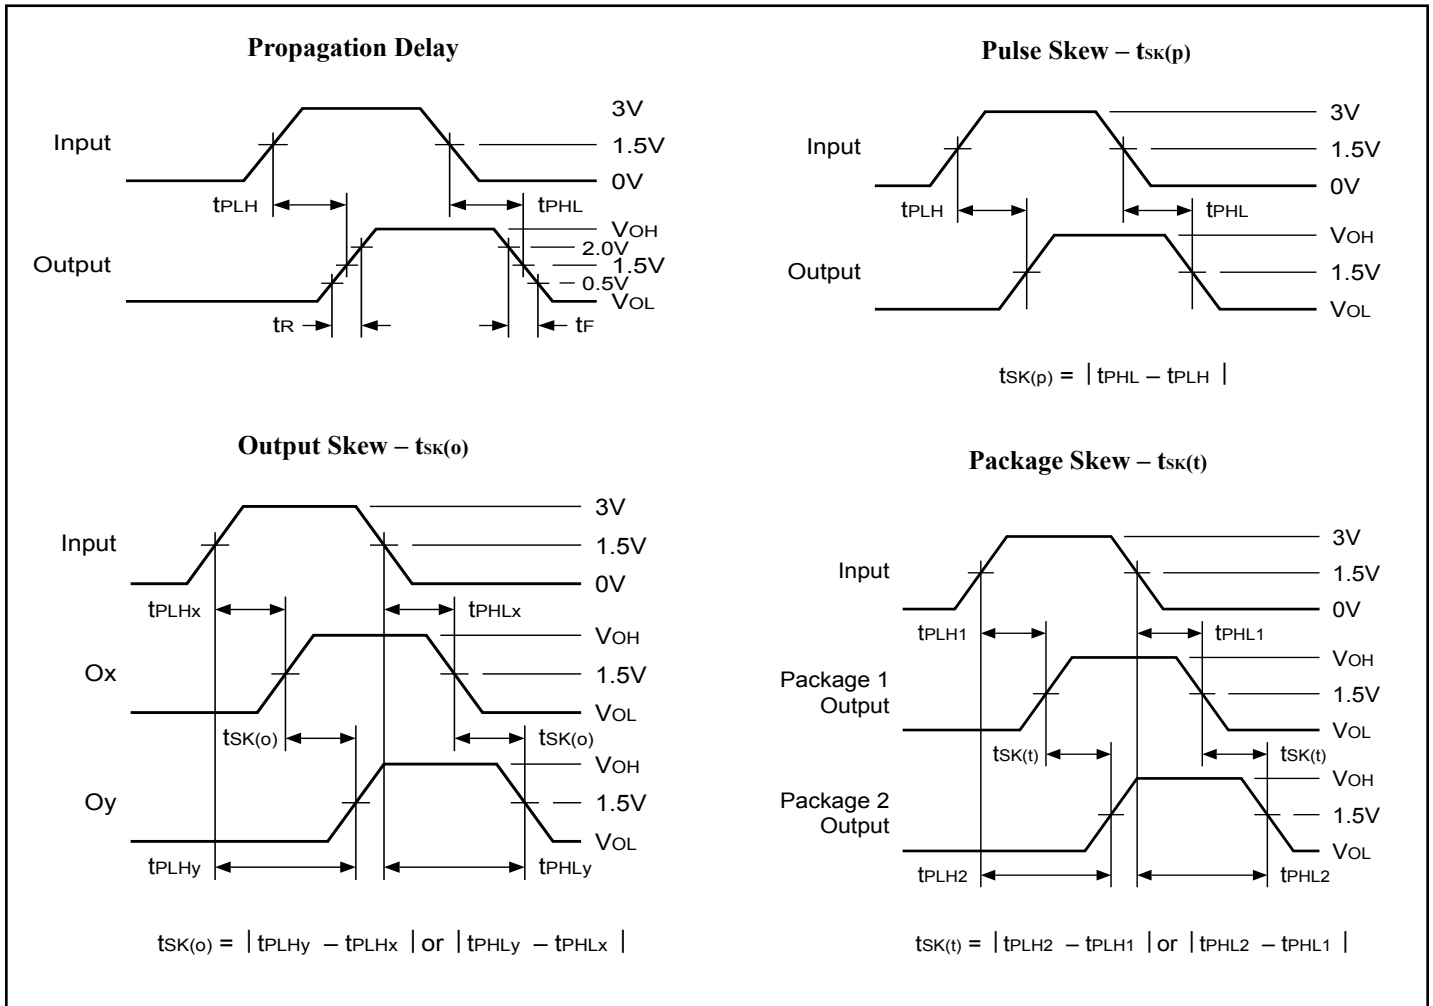 Propagation Delay
Input
3V
1.5V
0V
tPLH
tPHL
Output
VOH
2.0V
1.5V
0.5V
VOL
tR
tF
Pulse Skew – tSK(p)
Input
3V
1.5V
0V
tPLH
tPHL
Output
VOH
1.5V
VOL
tSK(p) = | tPHL – tPLH |
Output Skew – tSK(o)
Input
3V
1.5V
0V
tPLHx
tPHLx
Ox
VOH
1.5V
VOL
tSK(o)
tSK(o)
Oy
VOH
1.5V
VOL
tPLHy
tPHLy
tSK(o) = | tPLHy – tPLHx | or | tPHLy – tPHLx |
Package Skew – tSK(t)
Input
3V
1.5V
0V
tPLH1
tPHL1
Package 1
Output
VOH
1.5V
VOL
tSK(t)
tSK(t)
Package 2
Output
VOH
1.5V
VOL
tPLH2
tPHL2
tSK(t) = | tPLH2 – tPLH1 | or | tPHL2 – tPHL1 |